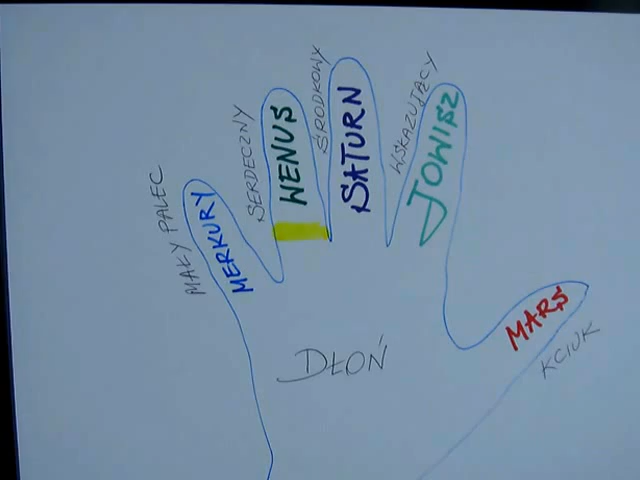 MAŁY PALEC
MERKURY
SERDECZNY
WENUS
ŚRODKOWY
SATURN
WSKAZUJĄCY
JOWISZ
MARS
KCIUK
DŁOŃ